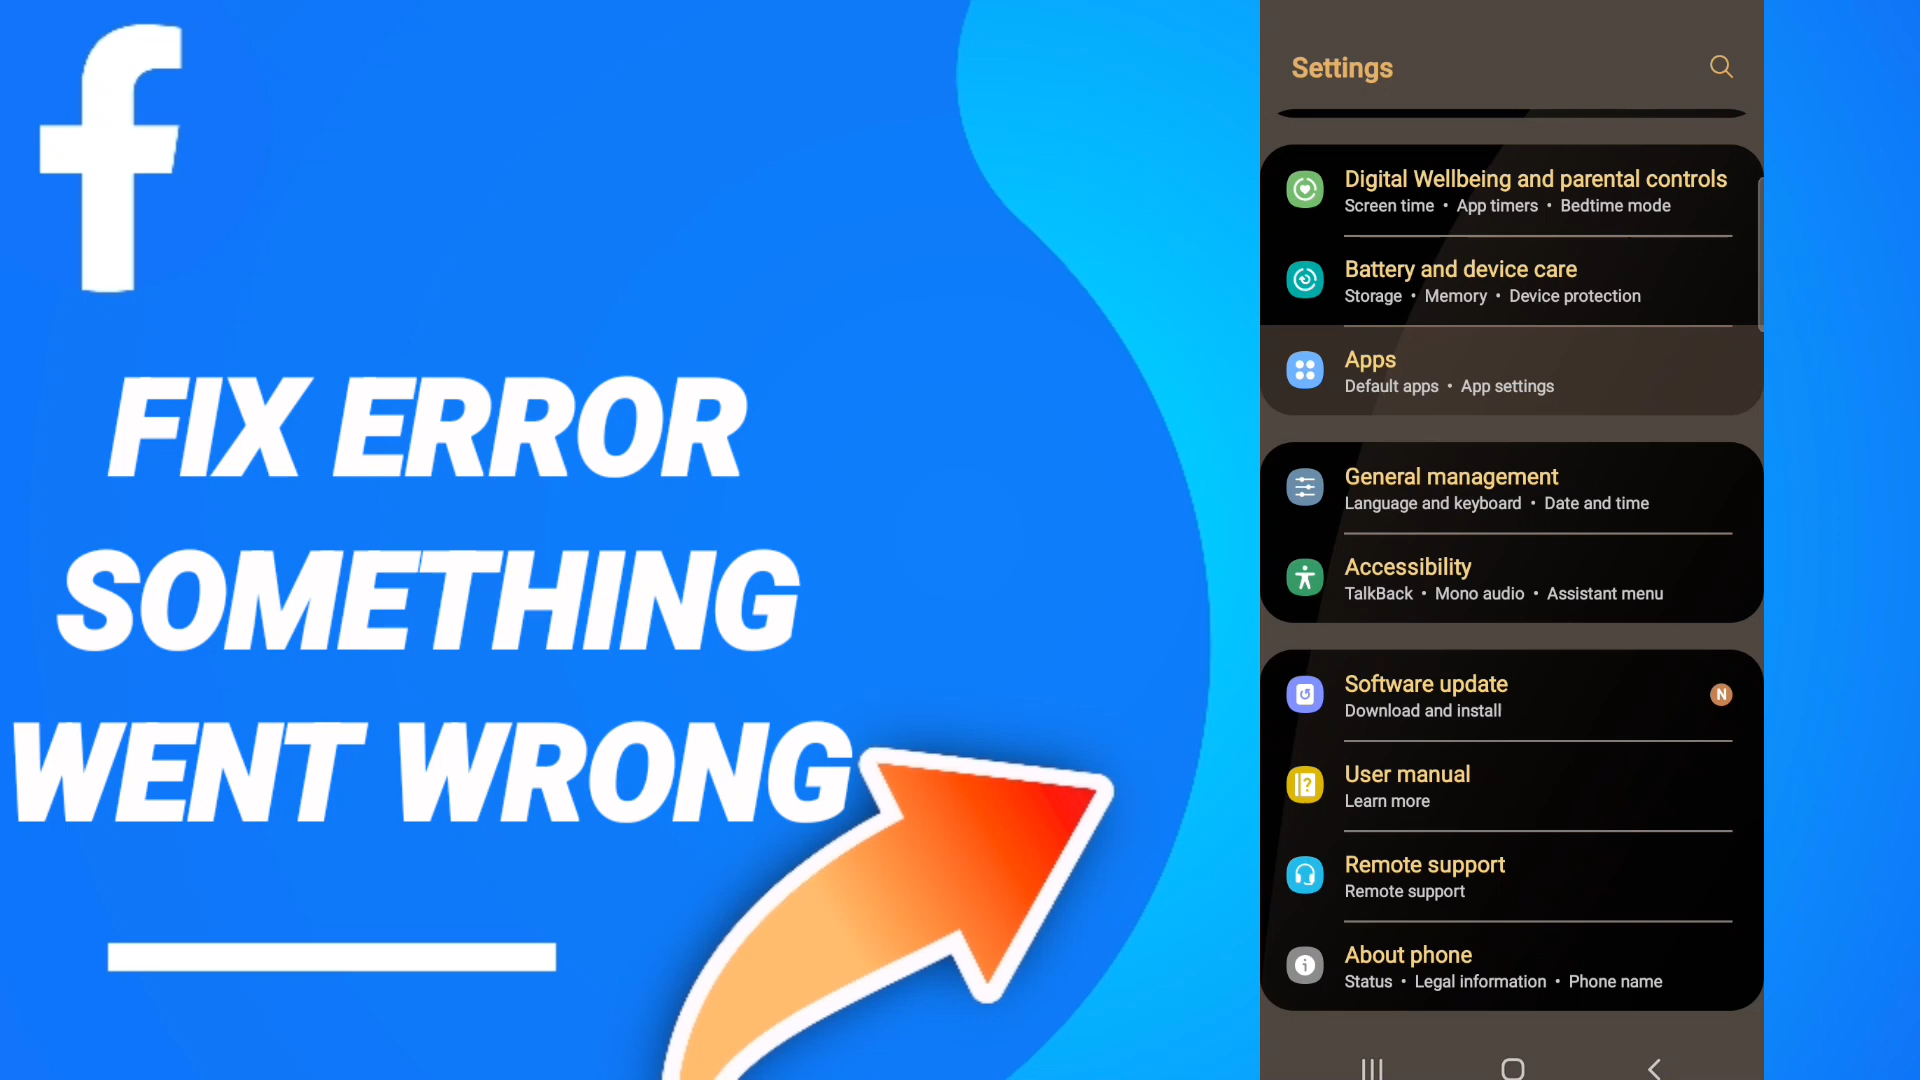 FIX ERROR
SOMETHING
WENT WRONG
Settings
Digital Wellbeing and parental controls
Screen time • App timers • Bedtime mode
Battery and device care
Storage • Memory • Device protection
Apps
Default apps • App settings
General management
Language and keyboard • Date and time
Accessibility
TalkBack • Mono audio • Assistant menu
Software update
N
Download and install
User manual
Learn more
Remote support
Remote support
About phone
Status • Legal information • Phone name